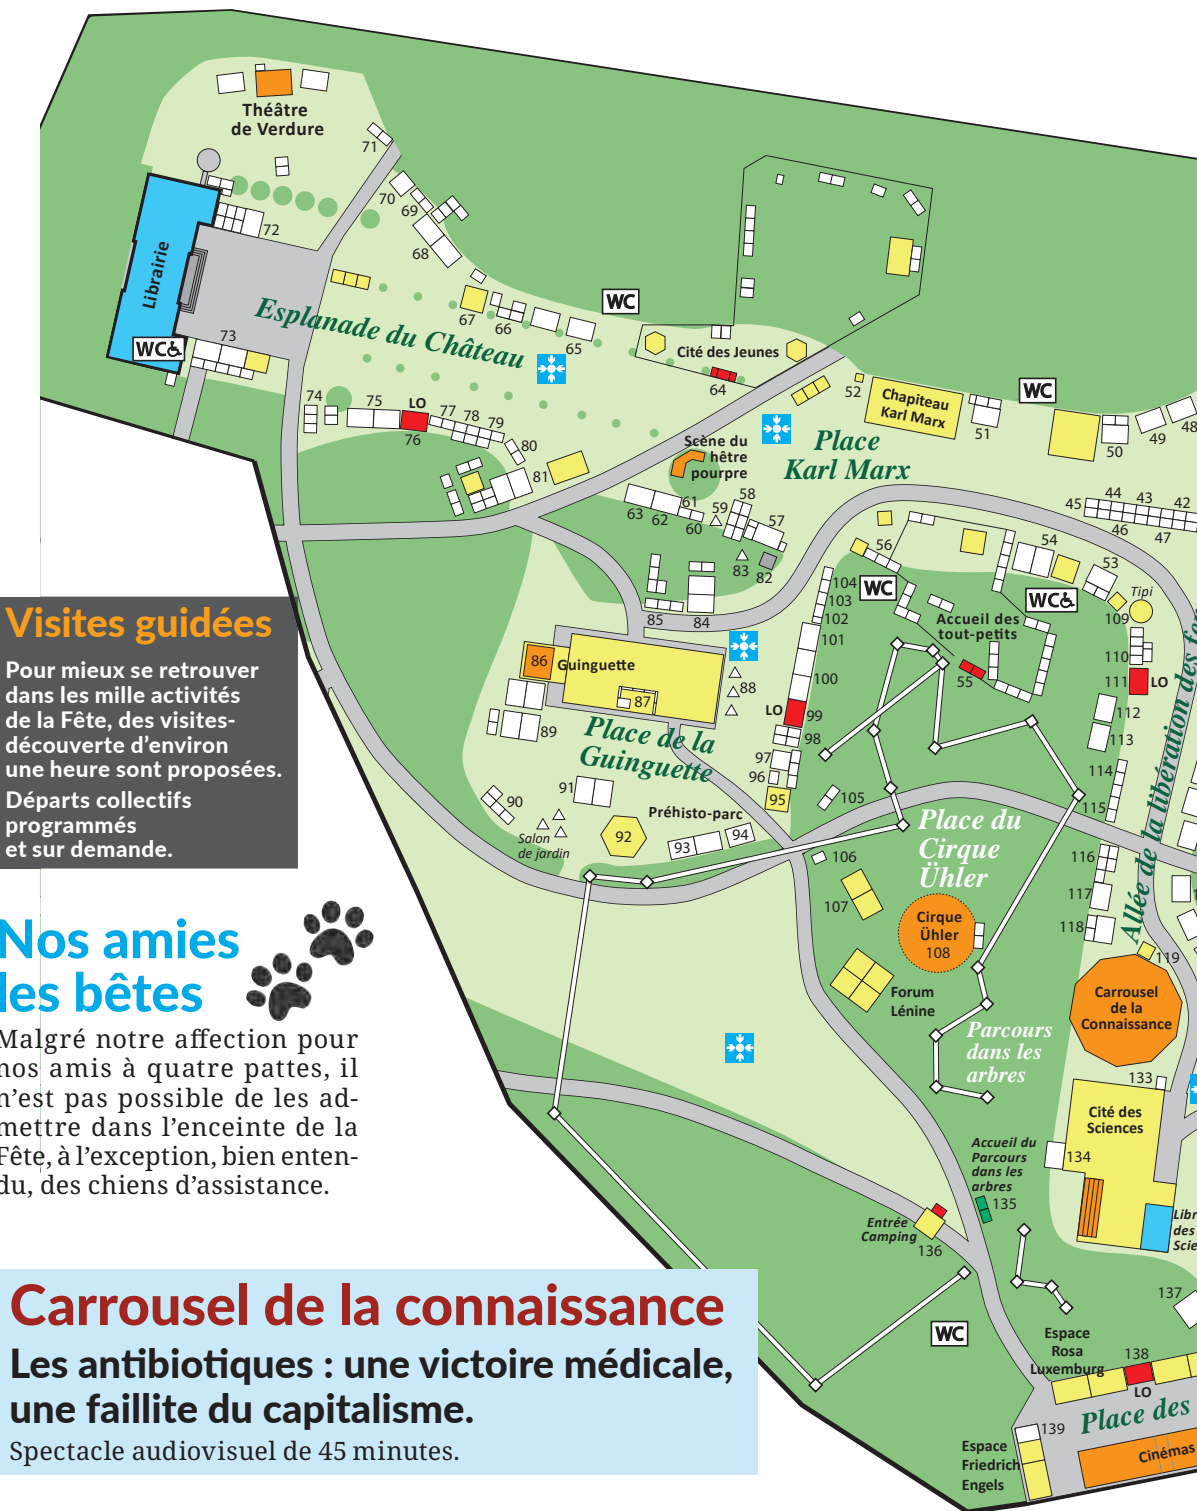 Théâtre
de Verdure
71
70
69
68
72
Librairie
WC
73
Esplanade du Château
67
66
65
WC
Cité des Jeunes
64
52
Chapiteau
Karl Marx
51
WC
50
49
48
74
75
LO
76
77
78
79
80
81
Scène du
hêtre
pourpre
Place
Karl Marx
63
62
61
60
59
58
57
83
82
45
44
43
42
46
47
56
54
53
WC
WC
Tipi
109
104
103
102
101
100
Accueil des
tout-petits
55
110
111
LO
112
113
114
115
85
84
86
Guinguette
87
88
LO
99
98
97
96
95
89
Place de la
Guinguette
91
90
Salon
de jardin
92
Préhisto-parc
93
94
105
106
107
Place du
Cirque
Ühler
Cirque
Ühler
108
Forum
Lénine
116
117
118
119
Carrousel
de la
Connaissance
Parcours
dans les
arbres
133
Cité des
Sciences
134
Accueil du
Parcours
dans les
arbres
135
Entrée
Camping
136
137
WC
Espace
Rosa
Luxemburg
138
LO
Place des
139
Espace
Friedrich
Engels
Cinémas
Visites guidées
Pour mieux se retrouver
dans les mille activités
de la Fête, des visites-
découverte d’environ
une heure sont proposées.
Départs collectifs
programmés
et sur demande.
Nos amies
les bêtes
Malgré notre affection pour
nos amis à quatre pattes, il
n’est pas possible de les ad-
mettre dans l’enceinte de la
Fête, à l’exception, bien enten-
du, des chiens d’assistance.
Carrousel de la connaissance
Les antibiotiques : une victoire médicale,
une faillite du capitalisme.
Spectacle audiovisuel de 45 minutes.